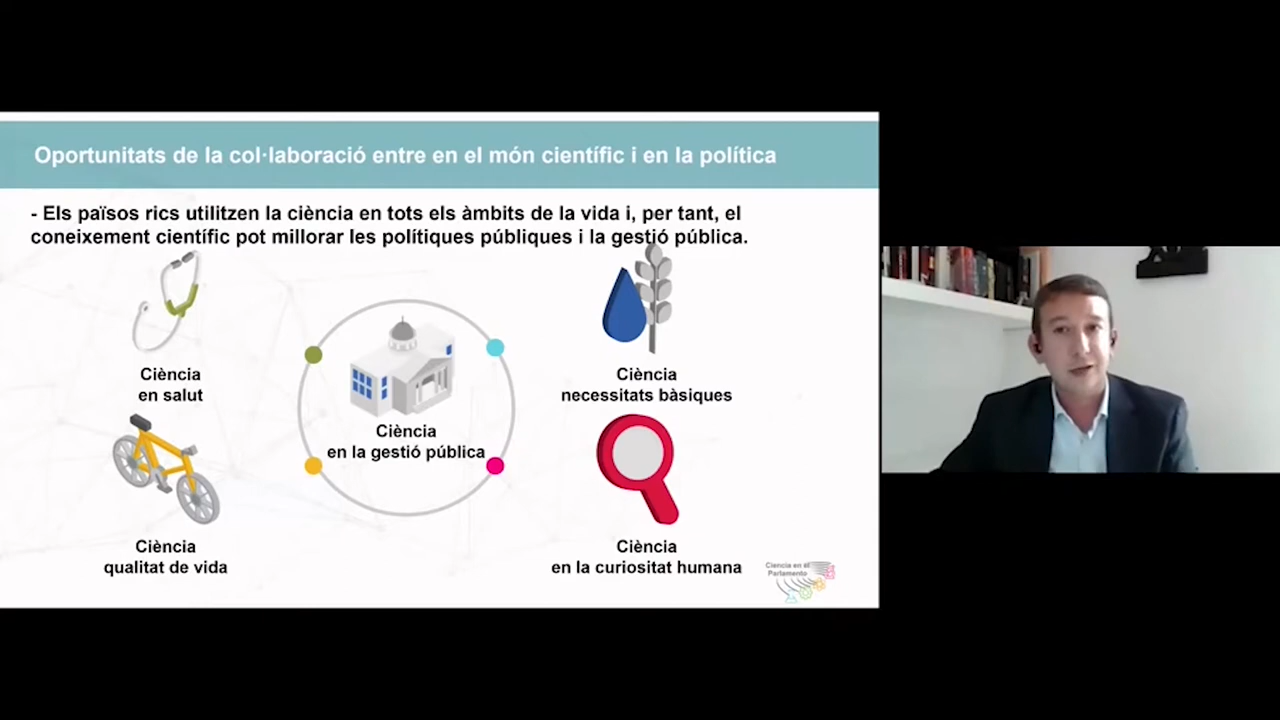 Oportunitats de la col·laboració entre en el món científic i en la política
- Els països rics utilitzen la ciència en tots els àmbits de la vida i, per tant, el
coneixement científic pot millorar les polítiques públiques i la gestió pública.
Ciència
en salut
Ciència
necessitats bàsiques
Ciència
en la gestió pública
Ciència
qualitat de vida
Ciència
en la curiositat humana
Ciencia en el
Parlamento